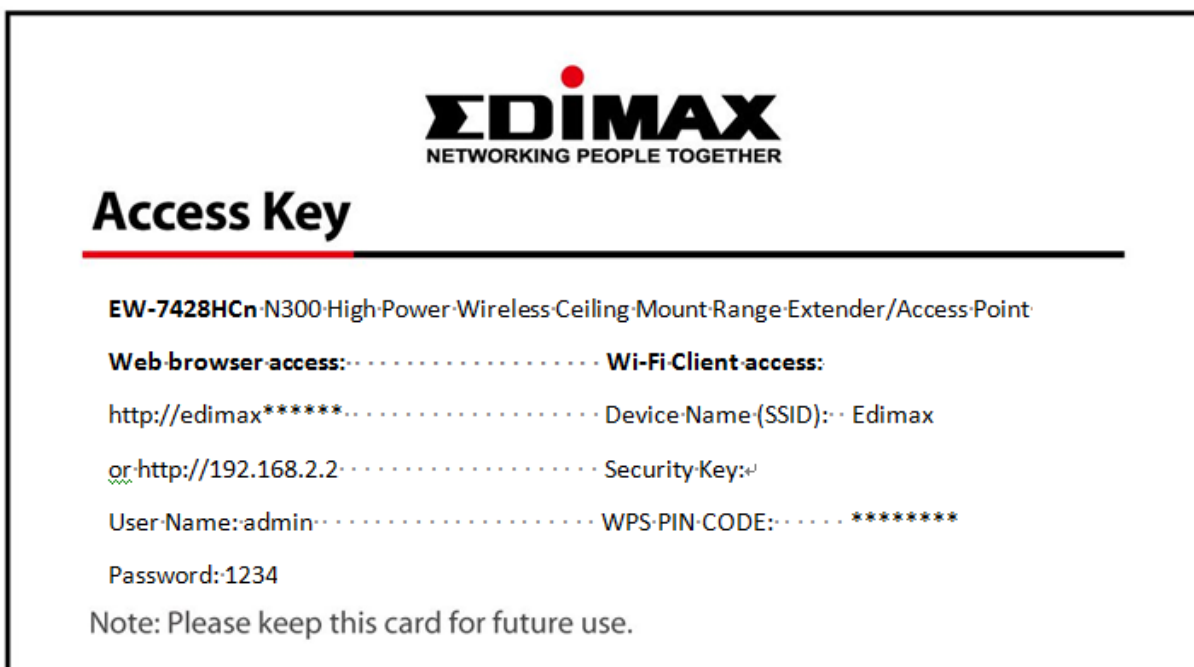 EDIMAX
NETWORKING PEOPLE TOGETHER
Access Key
EW-7428HCn N300 High Power Wireless Ceiling Mount Range Extender/Access Point
Web browser access: Wi-Fi Client access:
http://edimax****** Device Name (SSID): Edimax
or http://192.168.2.2 Security Key:
User Name: admin WPS PIN CODE: ********
Password: 1234
Note: Please keep this card for future use.